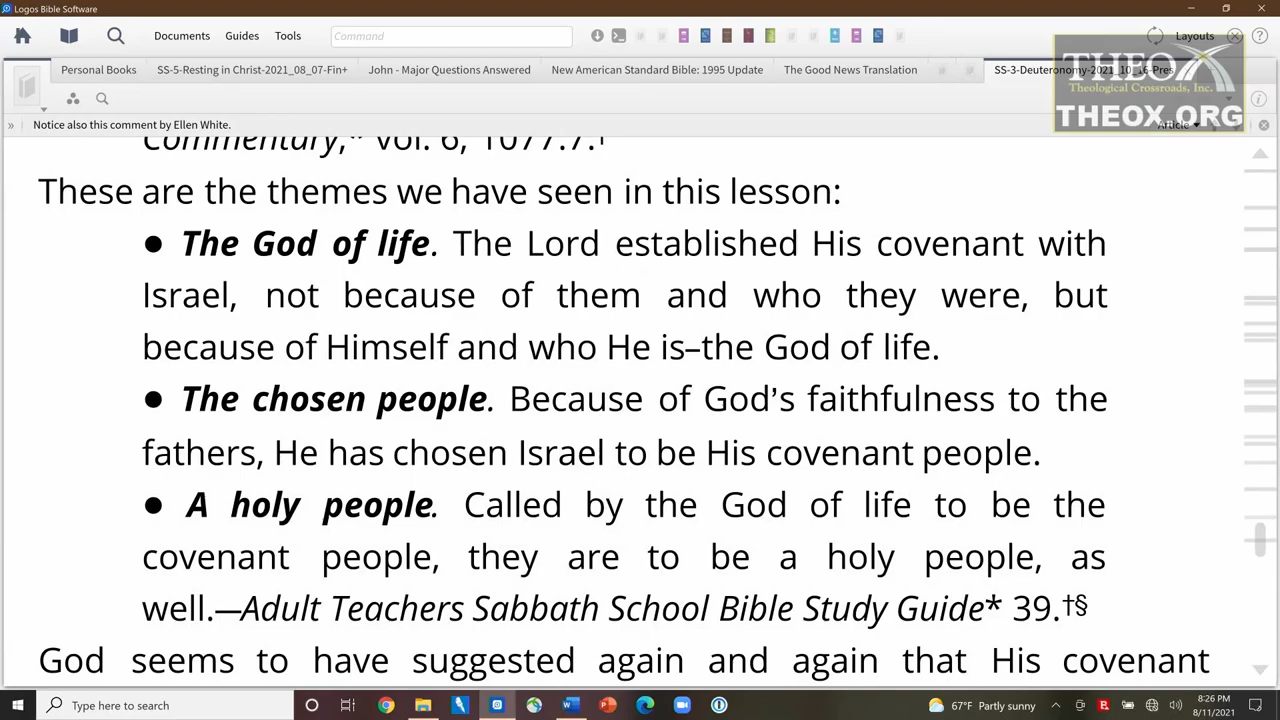 Logos Bible Software
Documents Guides Tools Command Layouts
Personal Books SS-5-Resting in Christ-2021_08_07-Fin+ New American Standard Bible: 1995 Update The Good News Translation SS-3-Deuteronomy-2021_10_16-Pres
THEOX
Theological Crossroads, Inc.
THEOX.ORG
» Notice also this comment by Ellen White. Article
Commentary,* vol. 6, 1077.7.†
These are the themes we have seen in this lesson:
● The God of life. The Lord established His covenant with
Israel, not because of them and who they were, but
because of Himself and who He is–the God of life.
● The chosen people. Because of God’s faithfulness to the
fathers, He has chosen Israel to be His covenant people.
● A holy people. Called by the God of life to be the
covenant people, they are to be a holy people, as
well.—Adult Teachers Sabbath School Bible Study Guide* 39.†§
God seems to have suggested again and again that His covenant
Type here to search 67°F Partly sunny 8:26 PM
8/11/2021